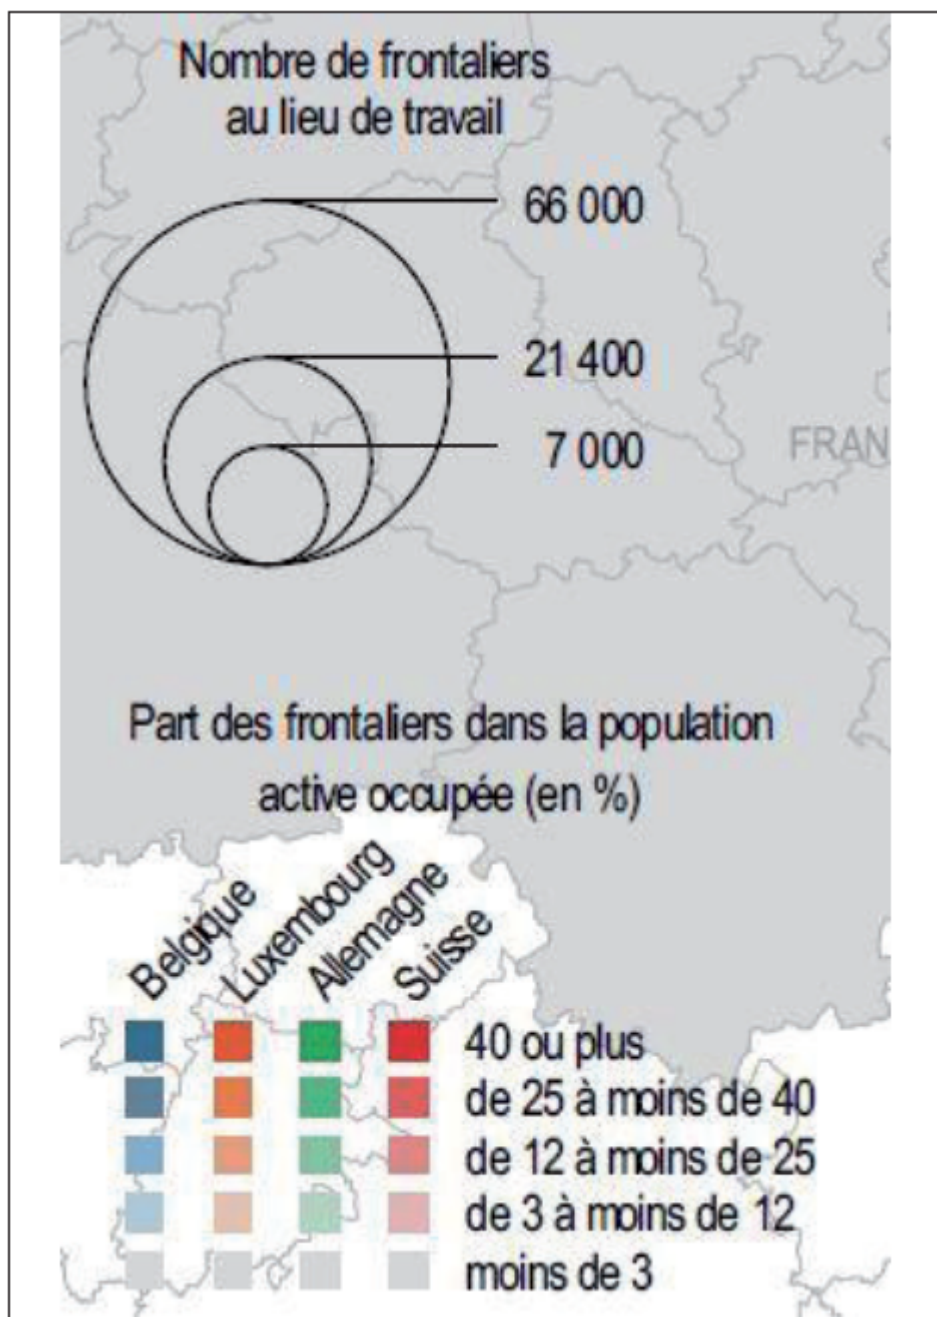 Nombre de frontaliers
au lieu de travail
66 000
21 400
7 000
FRAN
Part des frontaliers dans la population
active occupée (en %)
Belgique
Luxembourg
Allemagne
Suisse
40 ou plus
de 25 à moins de 40
de 12 à moins de 25
de 3 à moins de 12
moins de 3